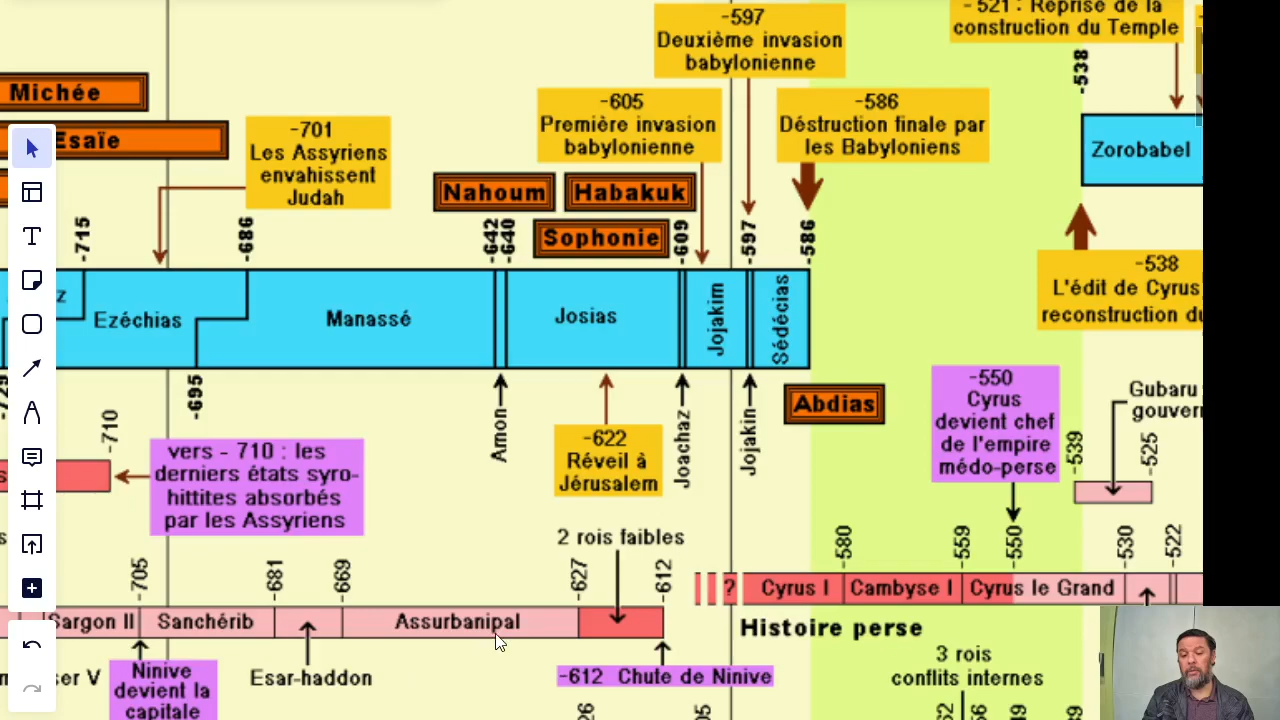 - 521 : Reprise de la
construction du Temple
-597
Deuxième invasion
babylonienne
-538
Michée
-605
Première invasion
babylonienne
-586
Déstruction finale par
les Babyloniens
Esaïe
-701
Les Assyriens
envahissent
Judah
Zorobabel
Nahoum
Habakuk
Sophonie
-715
-686
-642
-640
-609
-597
-586
-538
L'édit de Cyrus
reconstruction du
z
Ezéchias
Manassé
Josias
Jojakim
Sédécias
-729
-695
Amon
Joachaz
Jojakin
Abdias
-550
Cyrus
devient chef
de l'empire
médo-perse
Gubaru
gouver
-710
-622
Réveil à
Jérusalem
-539
-525
vers - 710 : les
derniers états syro-
hittites absorbés
par les Assyriens
2 rois faibles
-705
-681
-669
-627
-612
-580
-559
-550
-530
-522
? Cyrus I Cambyse I Cyrus le Grand
Sargon II Sanchérib Assurbanipal
Histoire perse
er V
Ninive
devient la
capitale
Esar-haddon
-612 Chute de Ninive
3 rois
conflits internes